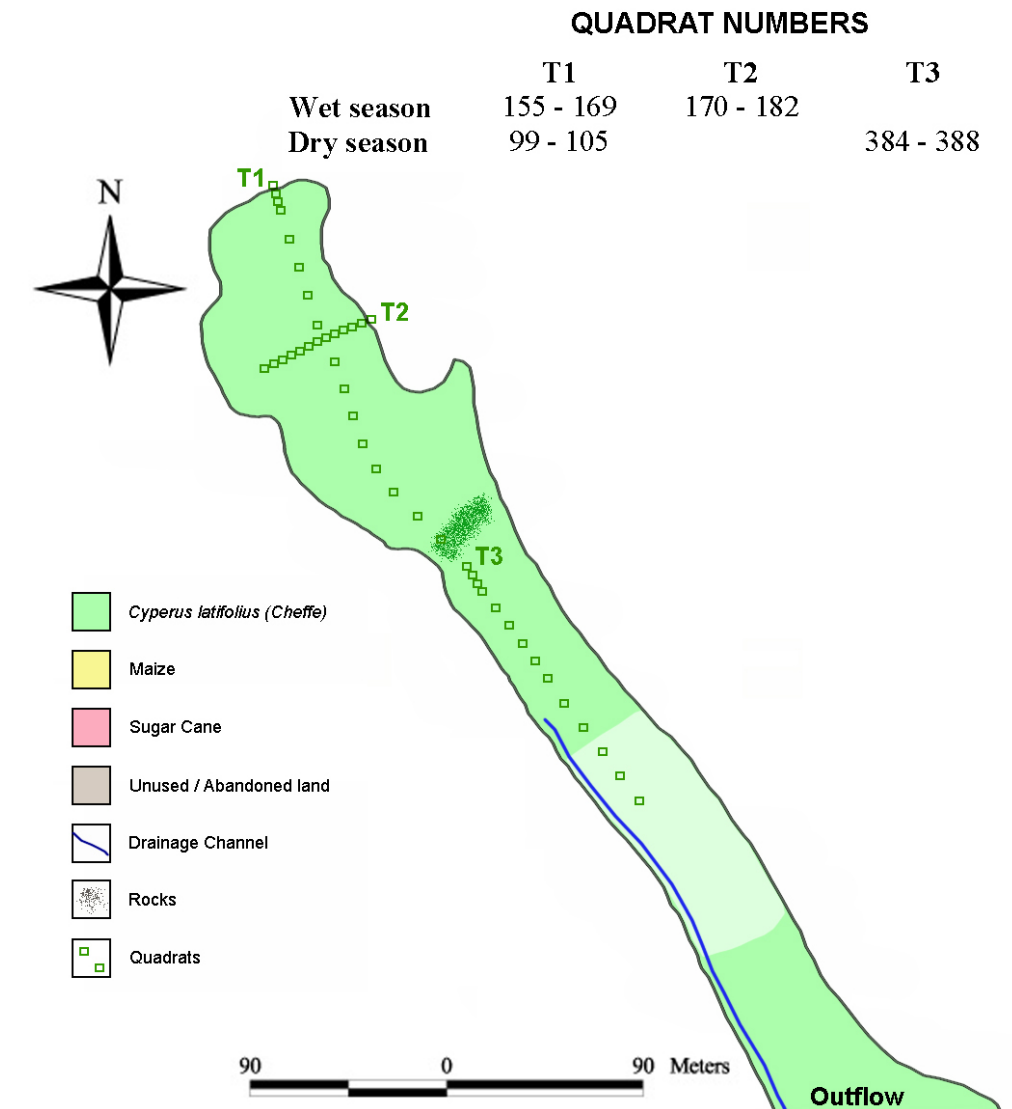 QUADRAT NUMBERS
T1 T2 T3
Wet season 155 - 169 170 - 182
Dry season 99 - 105 384 - 388
T1
N
T2
T3
Cyperus latifolius (Cheffe)
Maize
Sugar Cane
Unused / Abandoned land
Drainage Channel
Rocks
Quadrats
90 0 90 Meters
Outflow